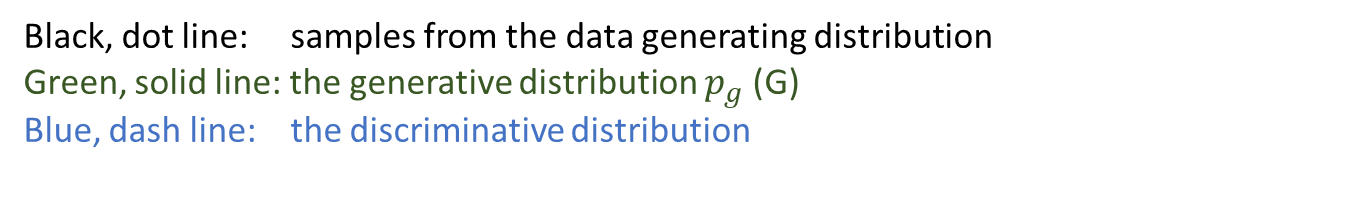 Black, dot line: samples from the data generating distribution
Green, solid line: the generative distribution p_g (G)
Blue, dash line: the discriminative distribution